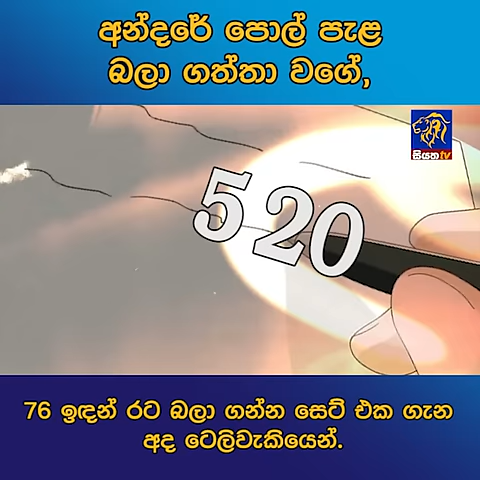 අන්දරේ පොල් පැළ
බලා ගත්තා වගේ,
සියත tv
520
76 ඉඳන් රට බලා ගන්න සෙට් එක ගැන
අද ටෙලිවැකියෙන්.